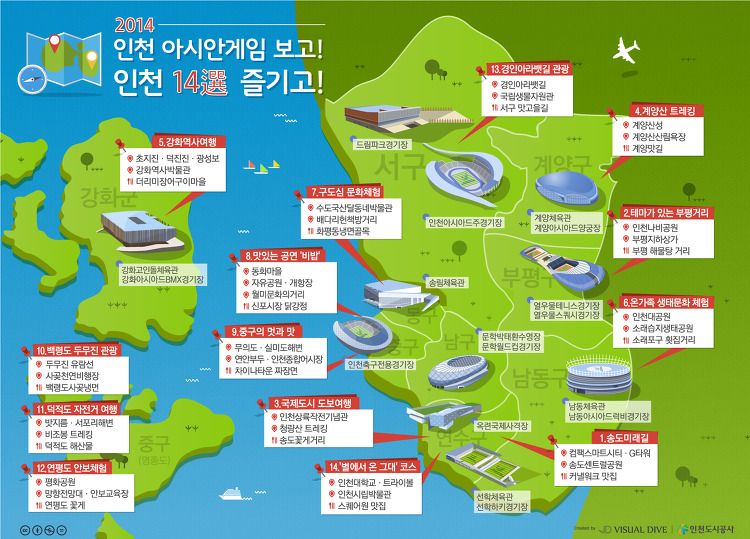 2014
인천 아시안게임 보고!
인천 14選 즐기고!
13.경인아라뱃길 관광
경인아라뱃길
국립생물자원관
서구 맛고을길
4.계양산 트레킹
계양산성
계양산산림욕장
계양맛길
5.강화역사여행
초지진 · 덕진진 · 광성보
강화역사박물관
더리미장어구이마을
드림파크경기장
서구
계양구
강화군
7.구도심 문화체험
수도국산달동네박물관
배다리헌책방거리
화평동냉면골목
인천아시아드주경기장
계양체육관
계양아시아드양궁장
2.테마가 있는 부평거리
인천나비공원
부평지하상가
부평 해물탕 거리
강화고인돌체육관
강화아시아드BMX경기장
8.맛있는 공연 '비밥'
동화마을
자유공원 · 개항장
월미문화의거리
신포시장 닭강정
송림체육관
부평구
열우물테니스경기장
열우물스쿼시경기장
6.온가족 생태문화 체험
인천대공원
소래습지생태공원
소래포구 횟집거리
동구
9.중구의 멋과 맛
무의도 · 실미도해변
연안부두 · 인천종합어시장
차이나타운 짜장면
중구
남구
문학박태환수영장
문학월드컵경기장
인천축구전용경기장
10.백령도 두무진 관광
두무진 유람선
사곶천연비행장
백령도사곶냉면
남동구
남동체육관
남동아시아드럭비경기장
11.덕적도 자전거 여행
밧지름 · 서포리해변
비조봉 트레킹
덕적도 해산물
3.국제도시 도보여행
인천상륙작전기념관
청량산 트레킹
송도꽃게거리
옥련국제사격장
연수구
중구
(영종도)
1.송도미래길
컴팩스마트시티 · G타워
송도센트럴공원
커낼워크 맛집
12.연평도 안보체험
평화공원
망향전망대 · 안보교육장
연평도 꽃게
14.'별에서 온 그대' 코스
인천대학교 · 트라이볼
인천시립박물관
스퀘어원 맛집
선학체육관
선학하키경기장
Created by JD VISUAL DIVE | 인천도시공사